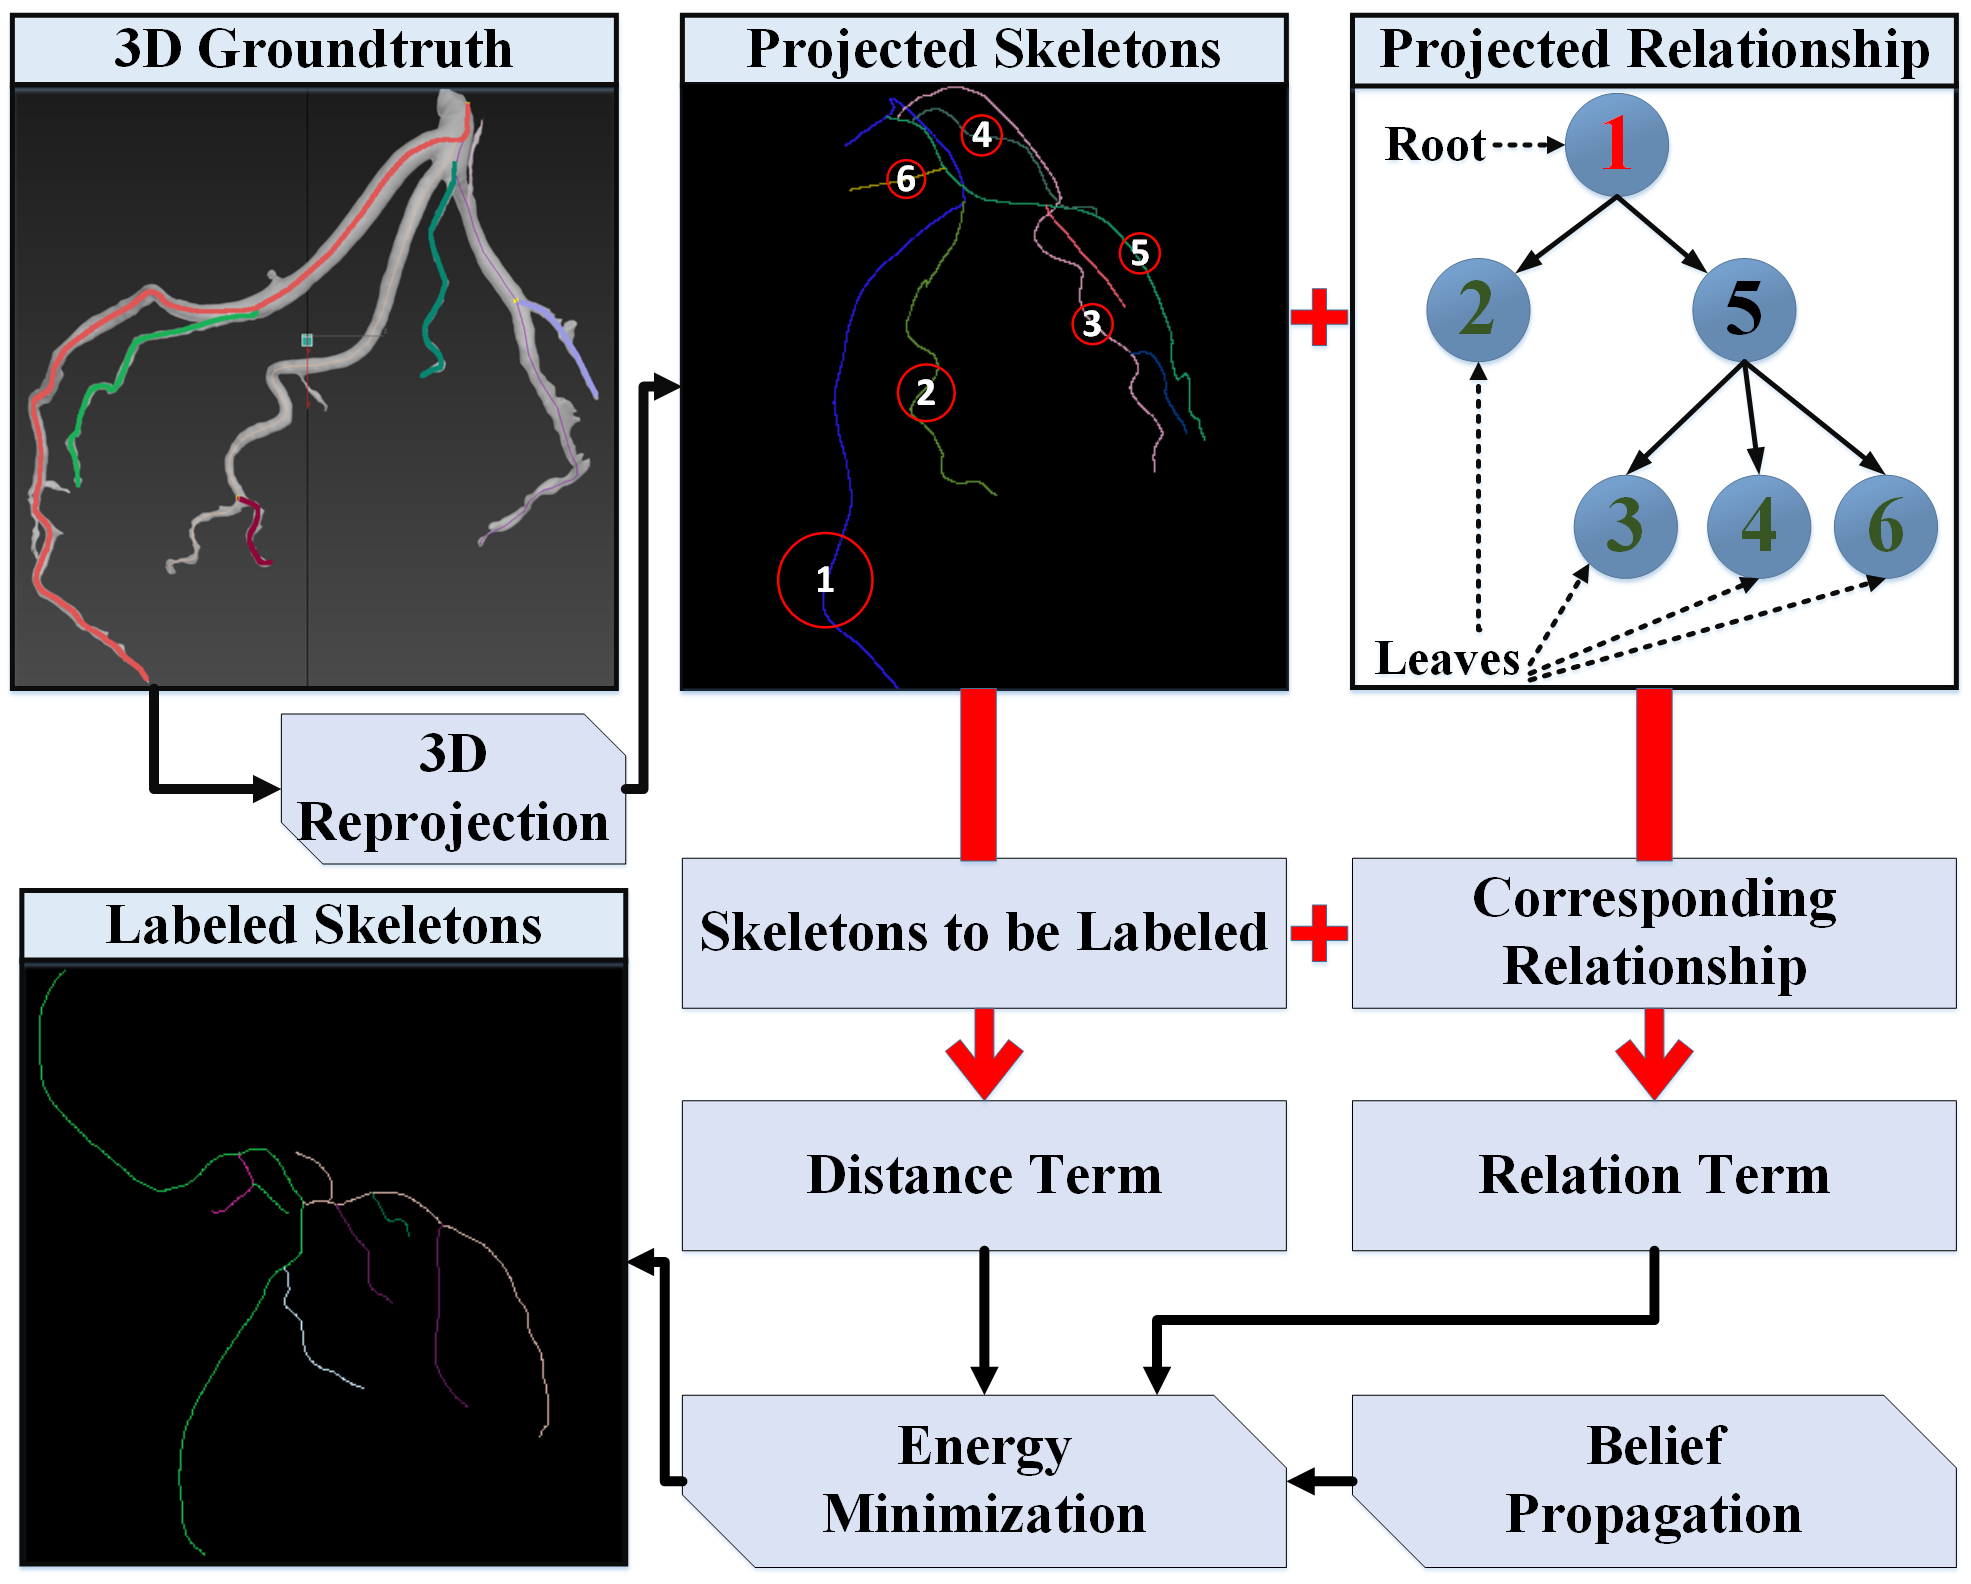 3D Groundtruth
Projected Skeletons
Projected Relationship
4
6
5
3
2
1
Root
1
2
5
3
4
6
Leaves
3D
Reprojection
Skeletons to be Labeled
Corresponding
Relationship
Labeled Skeletons
Distance Term
Relation Term
Energy
Minimization
Belief
Propagation